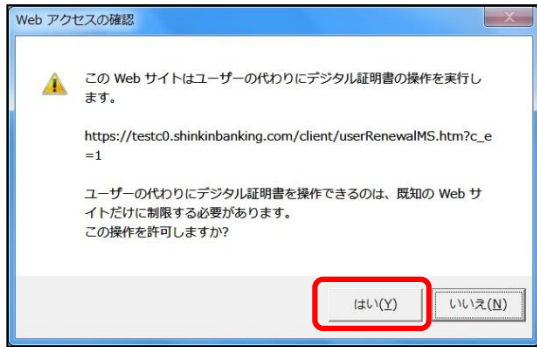 Web アクセスの確認
この Web サイトはユーザーの代わりにデジタル証明書の操作を実行し
ます。
https://testc0.shinkinbanking.com/client/userRenewalMS.htm?c_e
=1
ユーザーの代わりにデジタル証明書を操作できるのは、既知の Web サ
イトだけに制限する必要があります。
この操作を許可しますか?
はい(Y) いいえ(N)